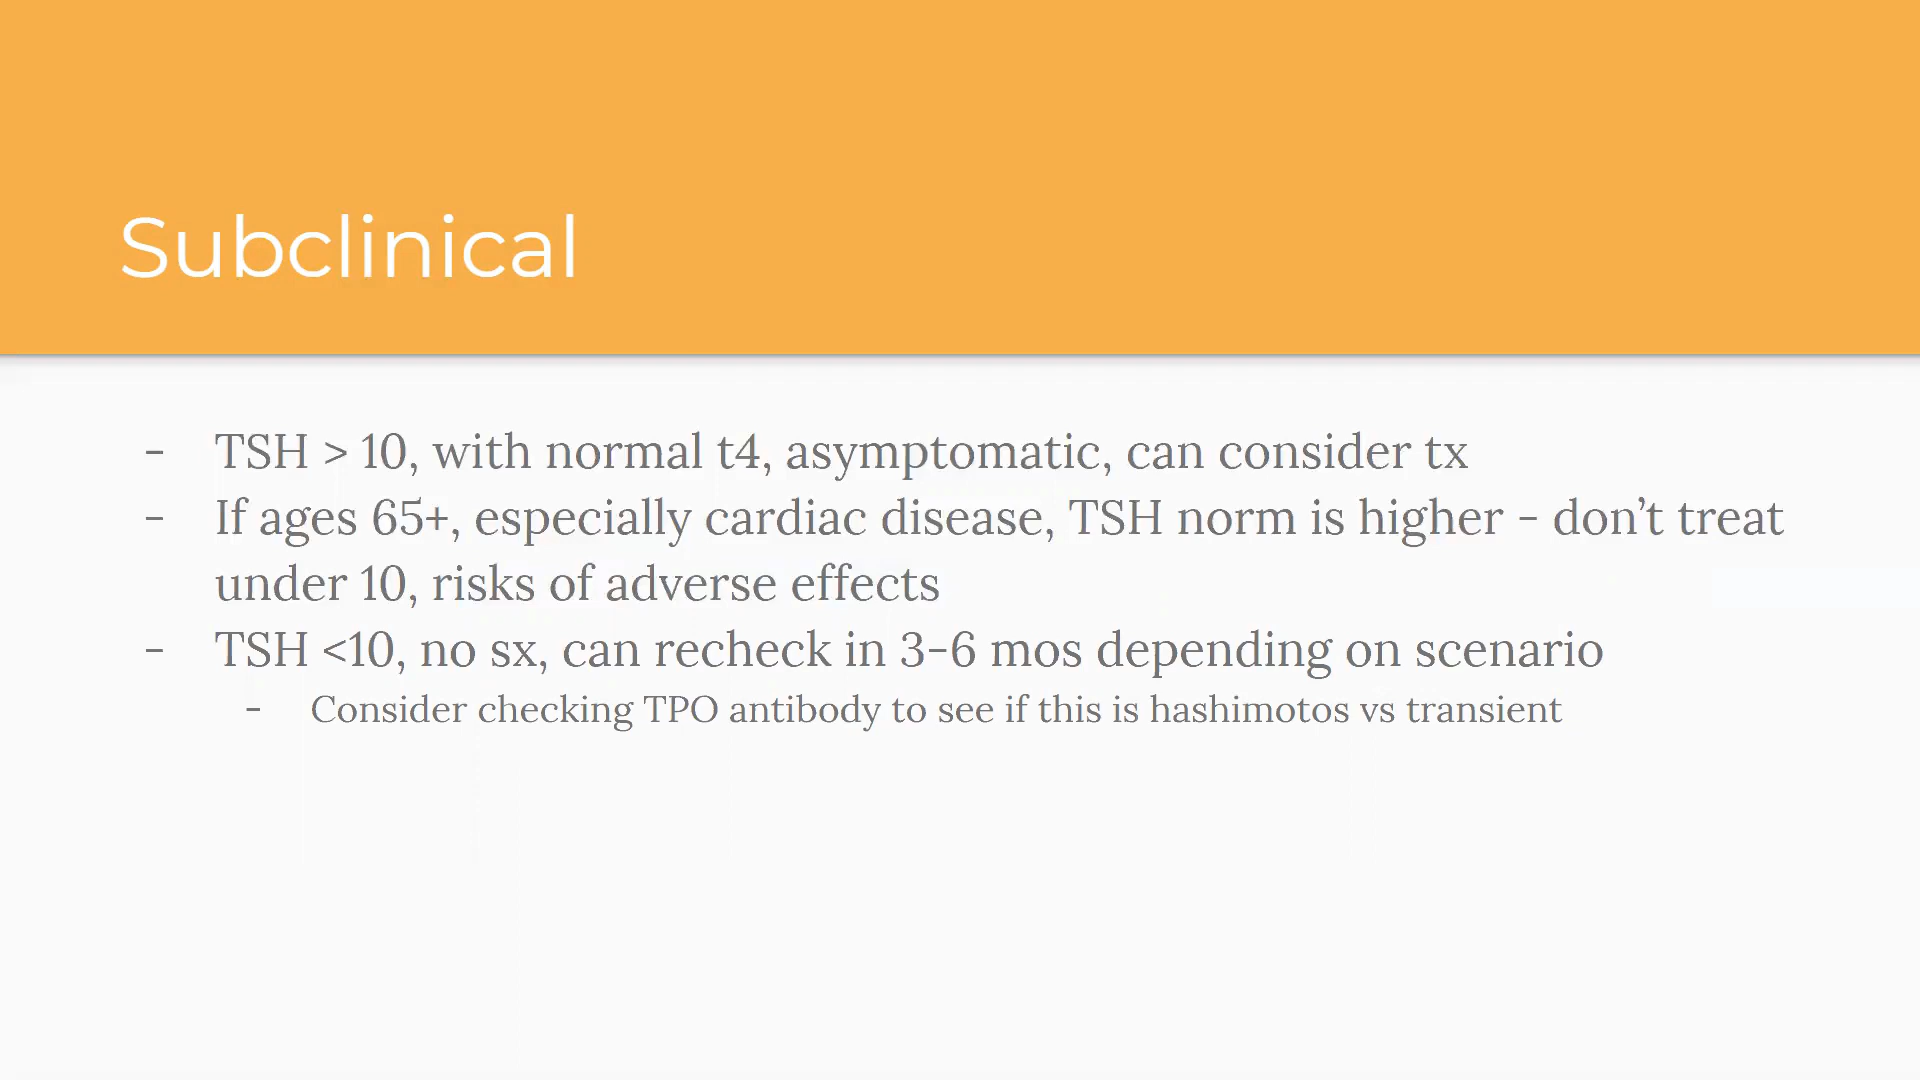 Subclinical
- TSH > 10, with normal t4, asymptomatic, can consider tx
- If ages 65+, especially cardiac disease, TSH norm is higher - don’t treat
under 10, risks of adverse effects
- TSH <10, no sx, can recheck in 3-6 mos depending on scenario
- Consider checking TPO antibody to see if this is hashimotos vs transient